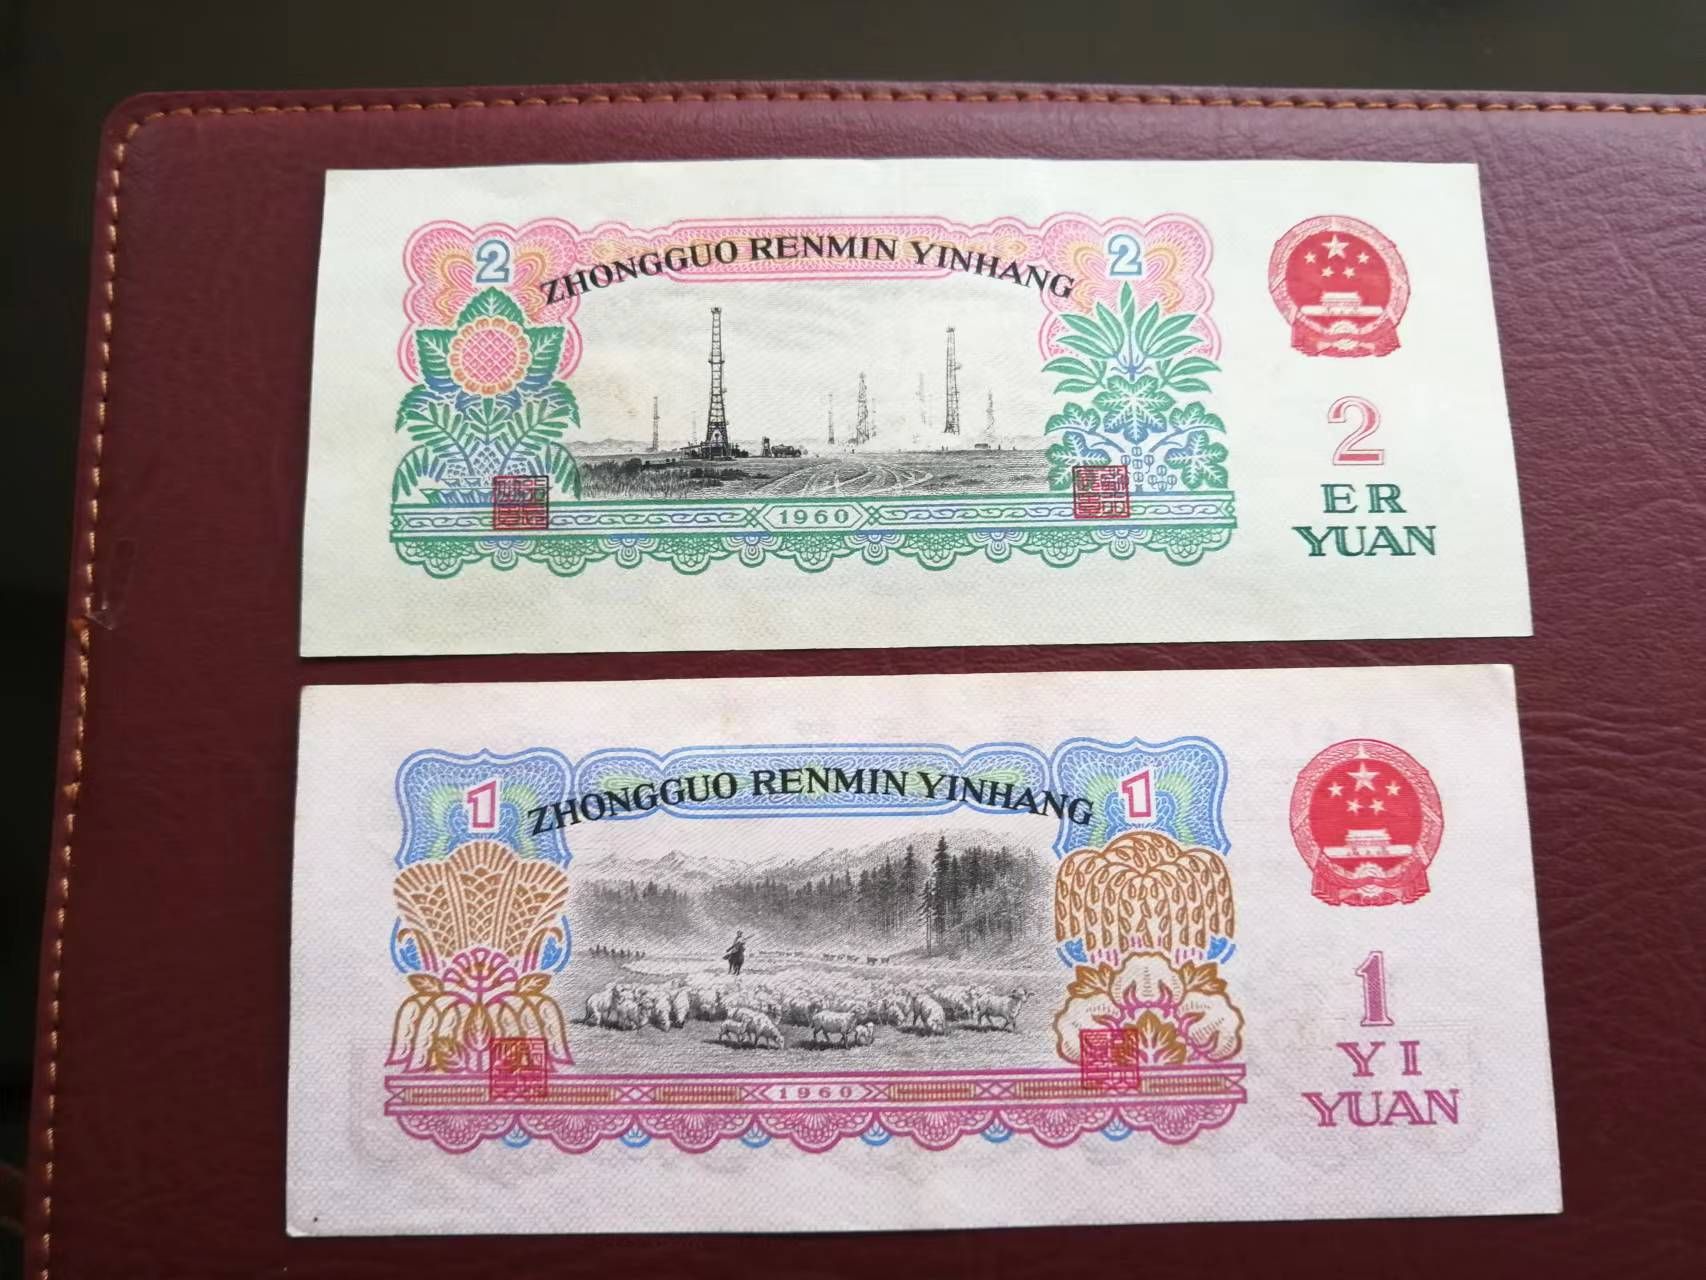 2
ZHONGGUO RENMIN YINHANG
2
1960
2
ER
YUAN
1
ZHONGGUO RENMIN YINHANG
1
1960
1
YI
YUAN